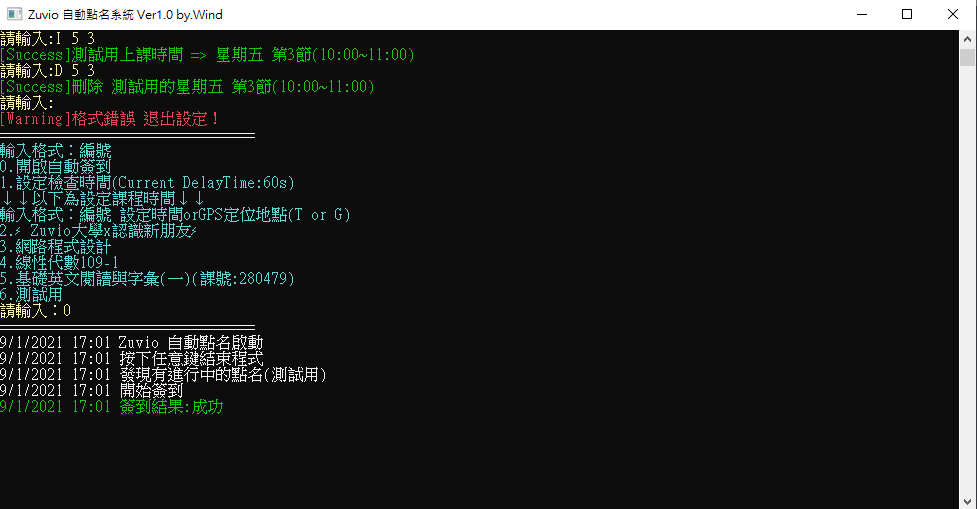 Zuvio 自動點名系統 Ver1.0 by.Wind
請輸入:I 5 3
[Success]測試用上課時間 => 星期五 第3節(10:00~11:00)
請輸入:D 5 3
[Success]刪除 測試用的星期五 第3節(10:00~11:00)
請輸入:
[Warning]格式錯誤 退出設定！
================================
輸入格式：編號
0.開啟自動簽到
1.設定檢查時間(Current DelayTime:60s)
↓↓以下為設定課程時間↓↓
輸入格式：編號 設定時間orGPS定位地點(T or G)
2.⚡ Zuvio大學x認識新朋友⚡
3.網路程式設計
4.線性代數109-1
5.基礎英文閱讀與字彙(一)(課號:280479)
6.測試用
請輸入：0
================================
9/1/2021 17:01 Zuvio 自動點名啟動
9/1/2021 17:01 按下任意鍵結束程式
9/1/2021 17:01 發現有進行中的點名(測試用)
9/1/2021 17:01 開始簽到
9/1/2021 17:01 簽到結果:成功